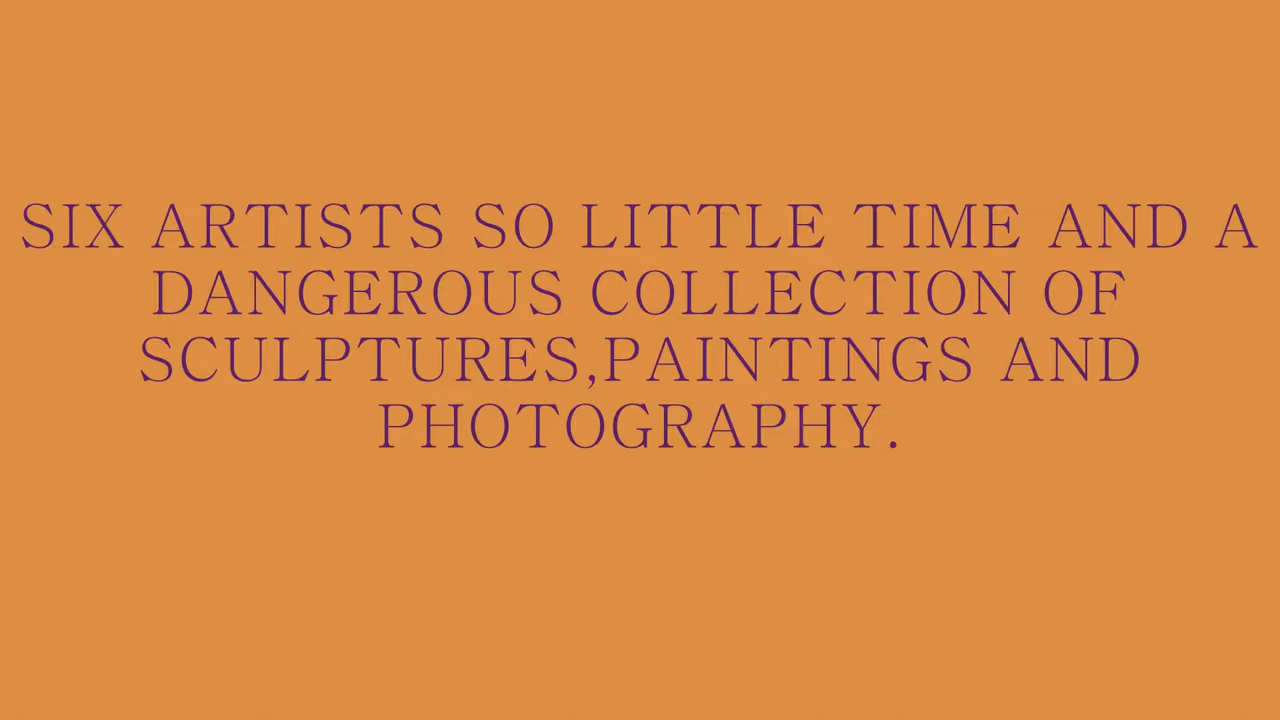 SIX ARTISTS SO LITTLE TIME AND A
DANGEROUS COLLECTION OF
SCULPTURES,PAINTINGS AND
PHOTOGRAPHY.